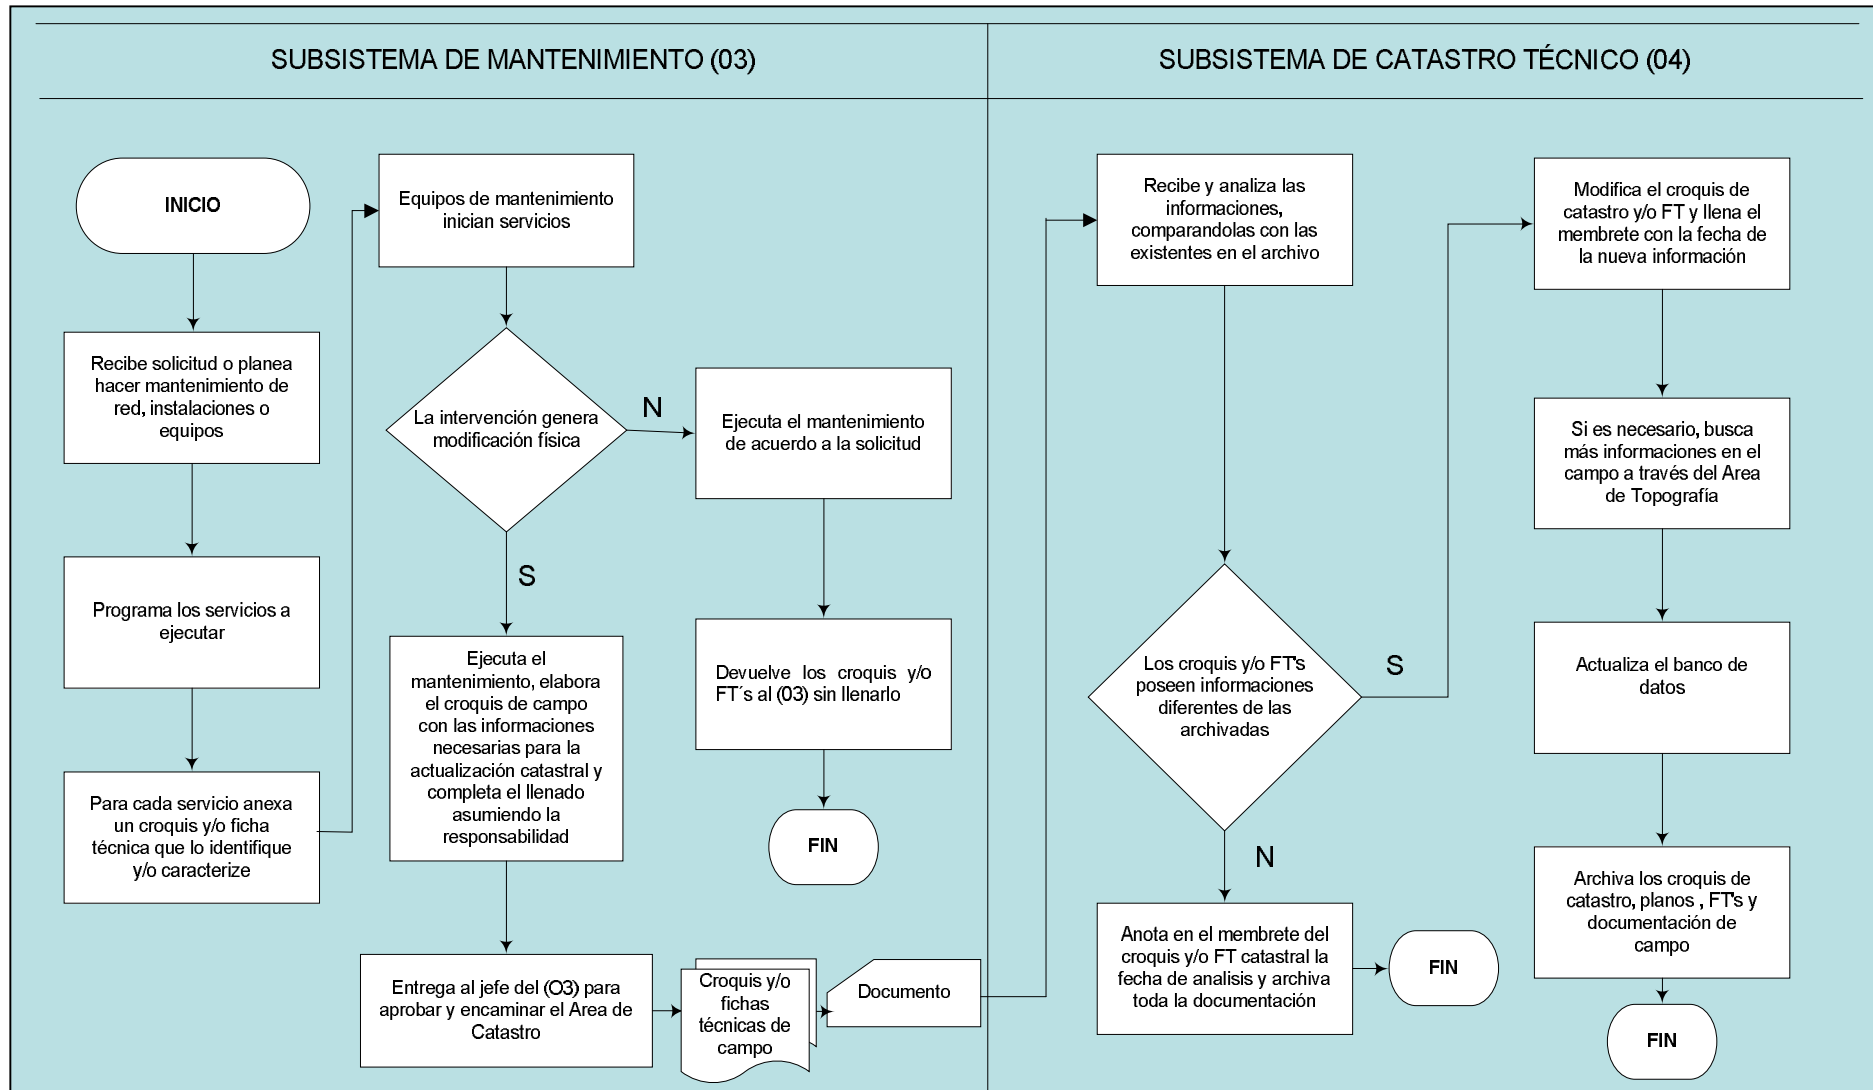 SUBSISTEMA DE MANTENIMIENTO (03)
SUBSISTEMA DE CATASTRO TÉCNICO (04)
INICIO
Recibe solicitud o planea
hacer mantenimiento de
red, instalaciones o
equipos
Programa los servicios a
ejecutar
Para cada servicio anexa
un croquis y/o ficha
técnica que lo identifique
y/o caracterize
Equipos de mantenimiento
inician servicios
La intervención genera
modificación física
N
Ejecuta el mantenimiento
de acuerdo a la solicitud
Devuelve los croquis y/o
FT´s al (03) sin llenarlo
FIN
S
Ejecuta el
mantenimiento, elabora
el croquis de campo
con las informaciones
necesarias para la
actualización catastral y
completa el llenado
asumiendo la
responsabilidad
Entrega al jefe del (O3) para
aprobar y encaminar el Area de
Catastro
Croquis y/o
fichas
técnicas de
campo
Documento
Recibe y analiza las
informaciones,
comparandolas con las
existentes en el archivo
Los croquis y/o FT's
poseen informaciones
diferentes de las
archivadas
N
Anota en el membrete del
croquis y/o FT catastral la
fecha de analisis y archiva
toda la documentación
FIN
S
Modifica el croquis de
catastro y/o FT y llena el
membrete con la fecha de
la nueva información
Si es necesario, busca
más informaciones en el
campo a través del Area
de Topografía
Actualiza el banco de
datos
Archiva los croquis de
catastro, planos , FT's y
documentación de
campo
FIN